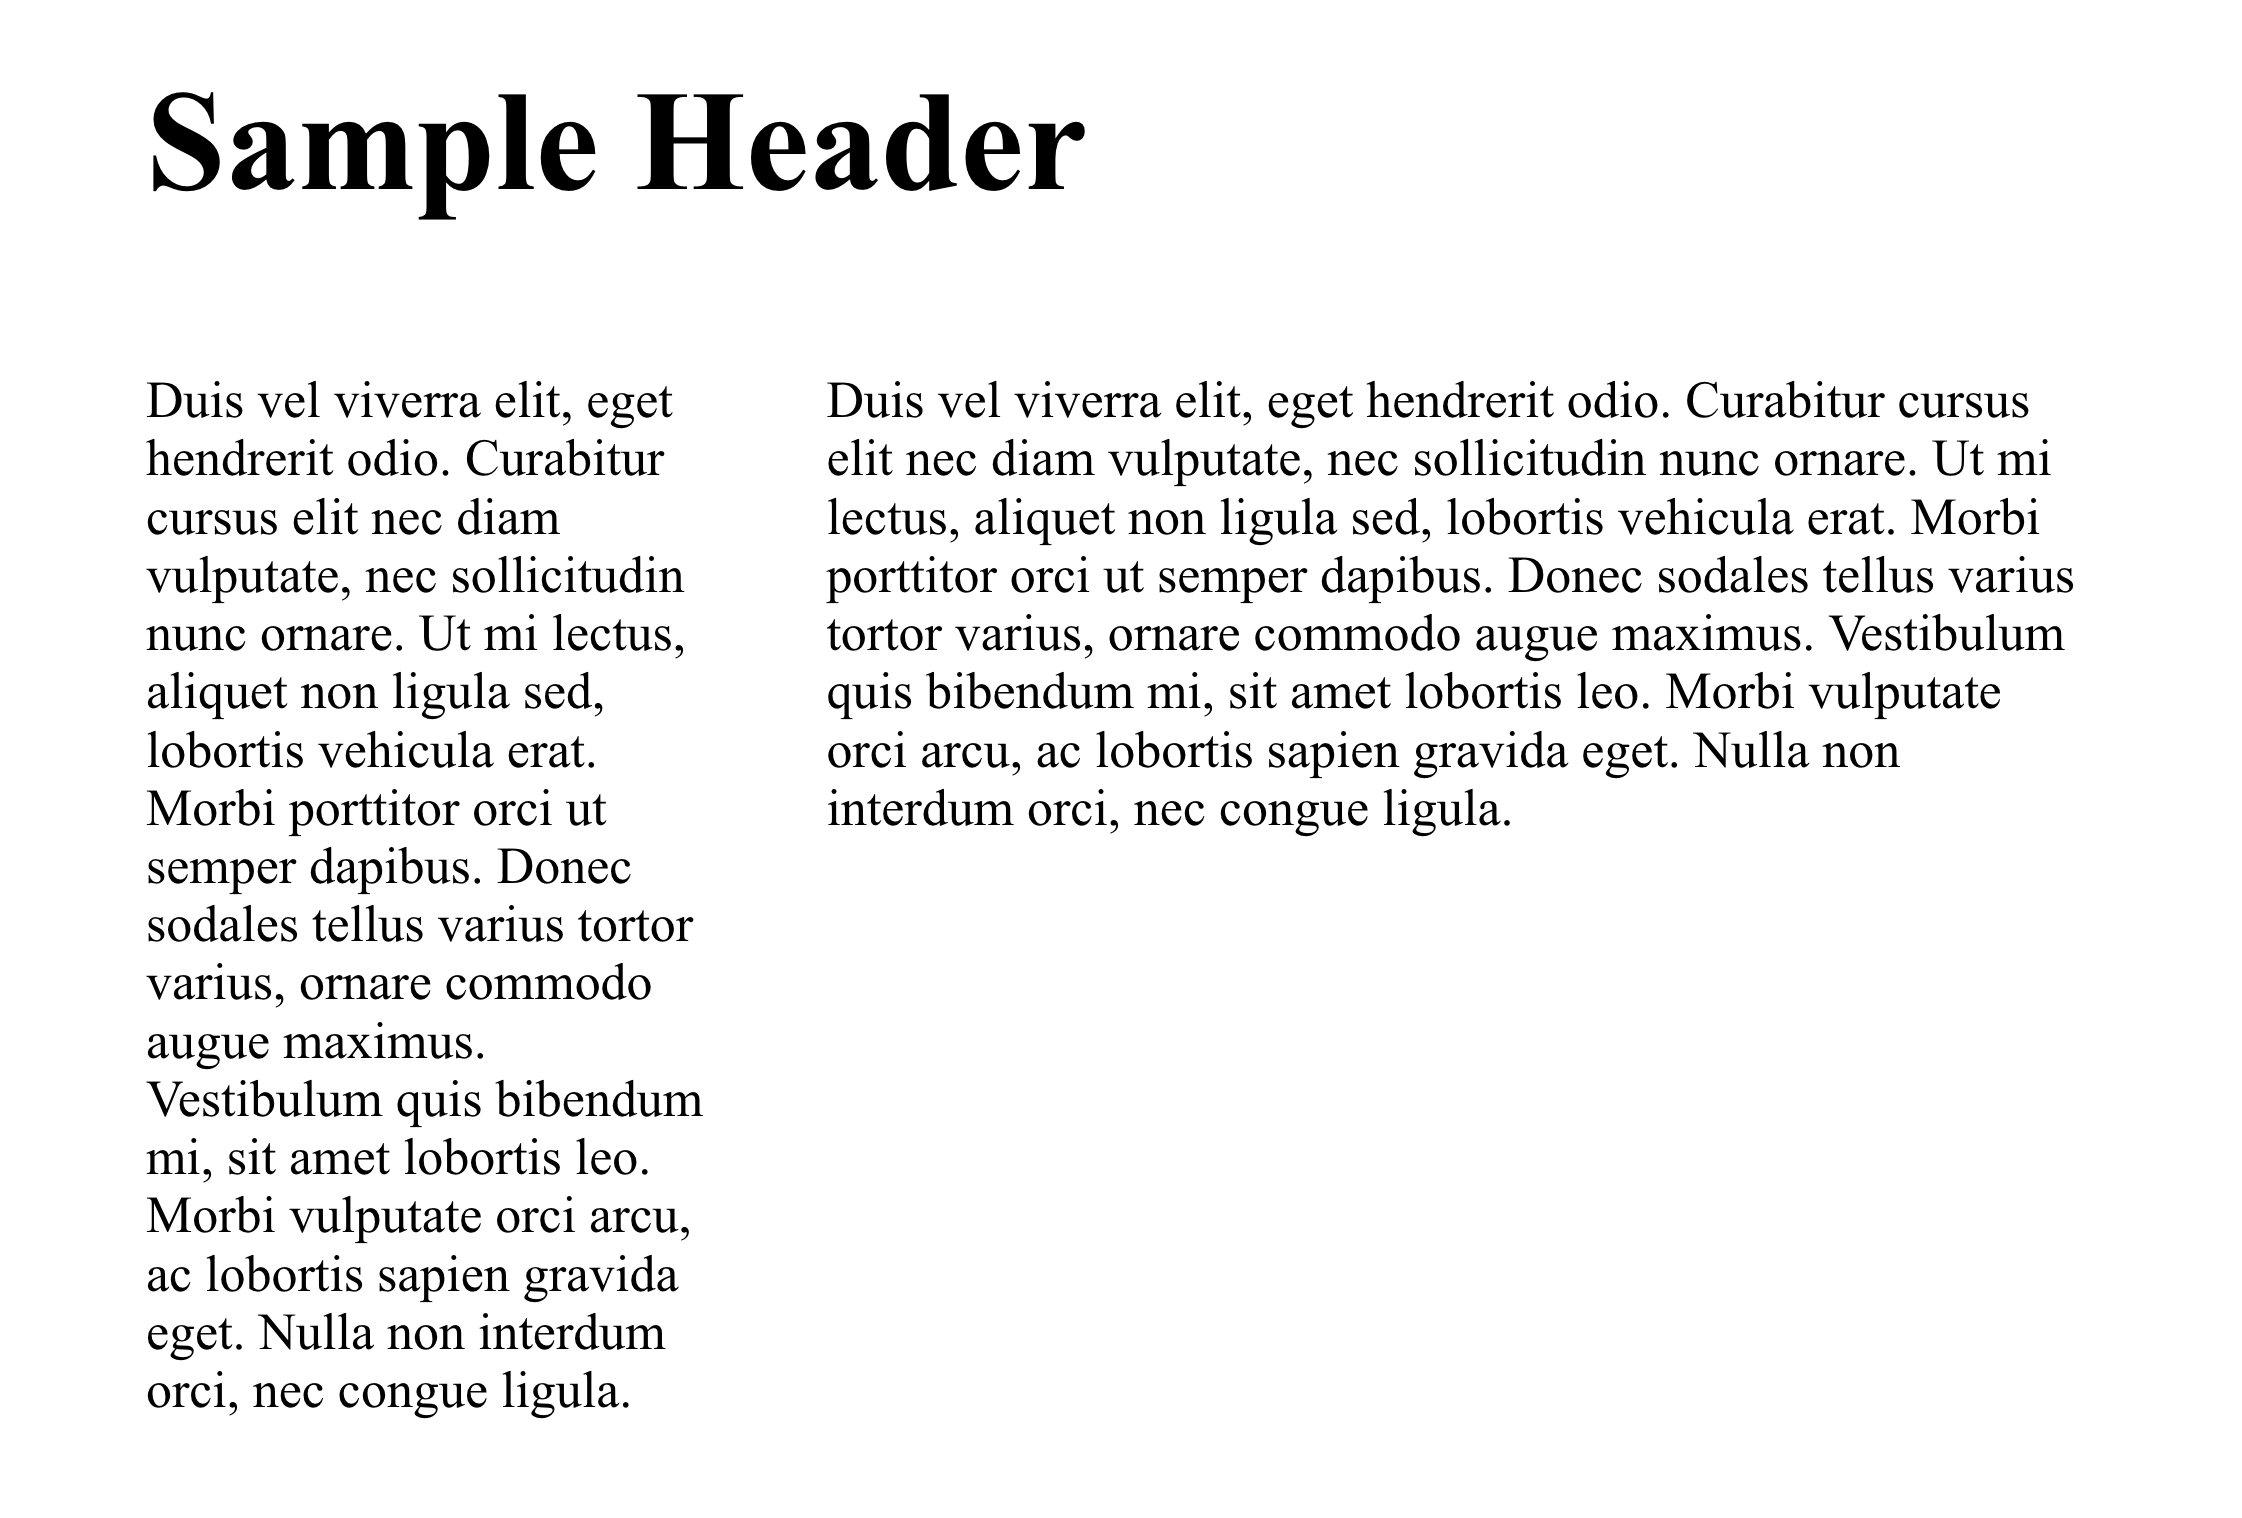 Sample Header
Duis vel viverra elit, eget
hendrerit odio. Curabitur
cursus elit nec diam
vulputate, nec sollicitudin
nunc ornare. Ut mi lectus,
aliquet non ligula sed,
lobortis vehicula erat.
Morbi porttitor orci ut
semper dapibus. Donec
sodales tellus varius tortor
varius, ornare commodo
augue maximus.
Vestibulum quis bibendum
mi, sit amet lobortis leo.
Morbi vulputate orci arcu,
ac lobortis sapien gravida
eget. Nulla non interdum
orci, nec congue ligula.
Duis vel viverra elit, eget hendrerit odio. Curabitur cursus
elit nec diam vulputate, nec sollicitudin nunc ornare. Ut mi
lectus, aliquet non ligula sed, lobortis vehicula erat. Morbi
porttitor orci ut semper dapibus. Donec sodales tellus varius
tortor varius, ornare commodo augue maximus. Vestibulum
quis bibendum mi, sit amet lobortis leo. Morbi vulputate
orci arcu, ac lobortis sapien gravida eget. Nulla non
interdum orci, nec congue ligula.